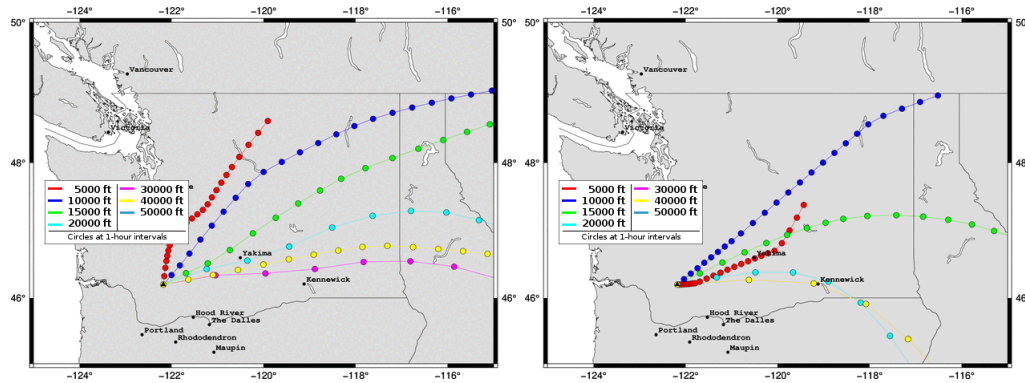 −124 −122 −120 −118 −116
50° 50°
Vancouver
Victoria
48° 48°
5000 ft 30000 ft
10000 ft 40000 ft
15000 ft 50000 ft
20000 ft
Circles at 1-hour intervals
Yakima
46° 46°
Kennewick
Hood River
The Dalles
Portland
Rhododendron
Maupin
−124 −122 −120 −118 −116
−124 −122 −120 −118 −116
50° 50°
Vancouver
Victoria
48° 48°
5000 ft 30000 ft
10000 ft 40000 ft
15000 ft 50000 ft
20000 ft
Circles at 1-hour intervals
Yakima
46° 46°
Kennewick
Hood River
The Dalles
Portland
Rhododendron
Maupin
−124 −122 −120 −118 −116